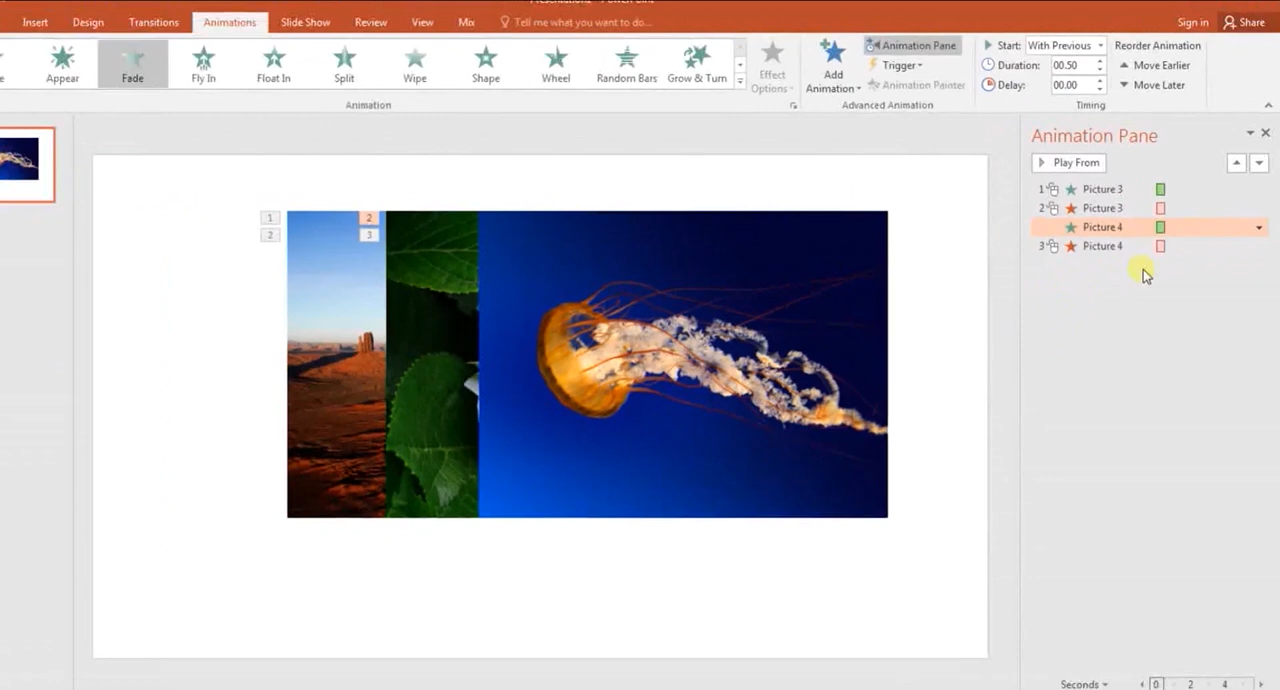 Insert Design Transitions Animations Slide Show Review View Mix Tell me what you want to do... Sign in Share
Appear Fade Fly In Float In Split Wipe Shape Wheel Random Bars Grow & Turn
Effect Options
Add Animation
Animation Pane
Trigger
Animation Painter
Start: With Previous
Duration: 00.50
Delay: 00.00
Reorder Animation
Move Earlier
Move Later
Animation Advanced Animation Timing
Animation Pane
Play From
1 Picture 3
2 Picture 3
Picture 4
3 Picture 4
1 2
2 3
Seconds 0 2 4